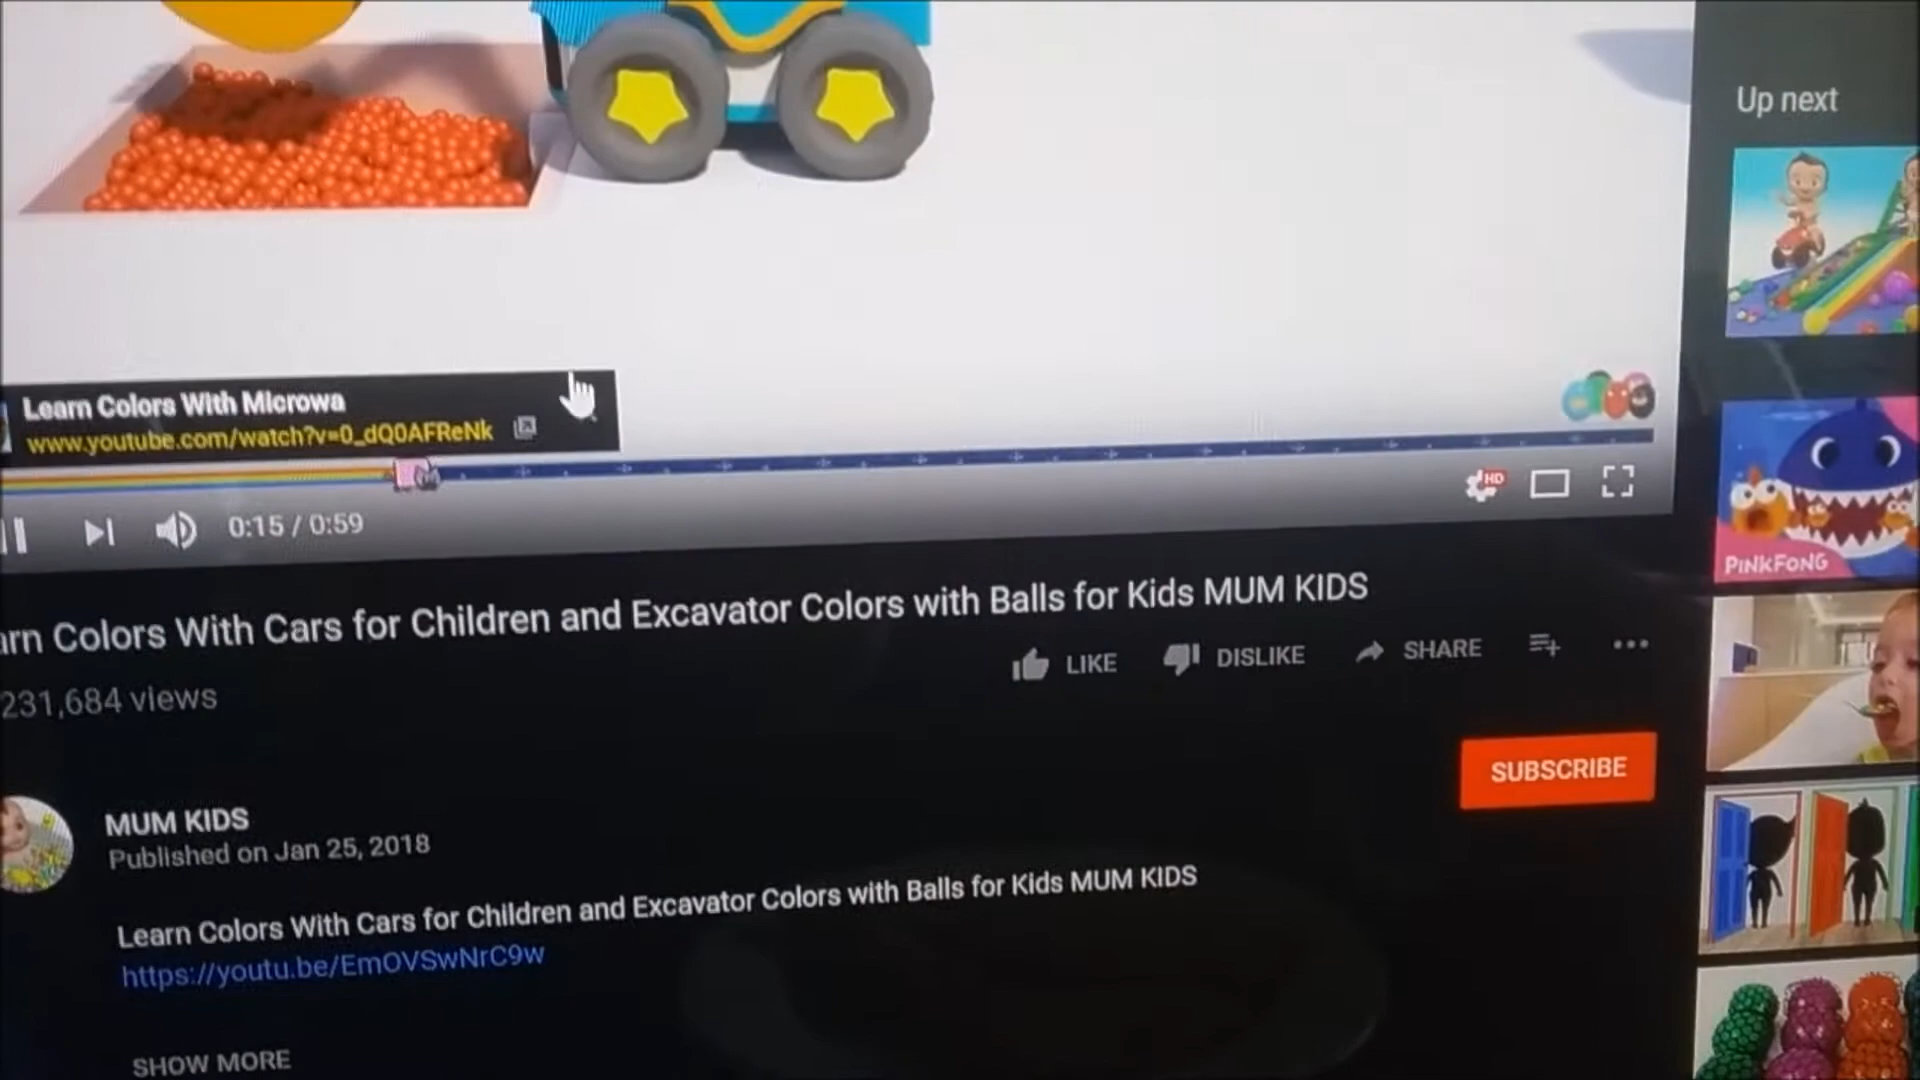 Up next
Learn Colors With Microwa
www.youtube.com/watch?v=0_dQ0AFReNk
HD
0:15 / 0:59
PINKFONG
arn Colors With Cars for Children and Excavator Colors with Balls for Kids MUM KIDS
231,684 views
LIKE
DISLIKE
SHARE
SUBSCRIBE
MUM KIDS
Published on Jan 25, 2018
Learn Colors With Cars for Children and Excavator Colors with Balls for Kids MUM KIDS
https://youtu.be/EmOVSwNrC9w
SHOW MORE